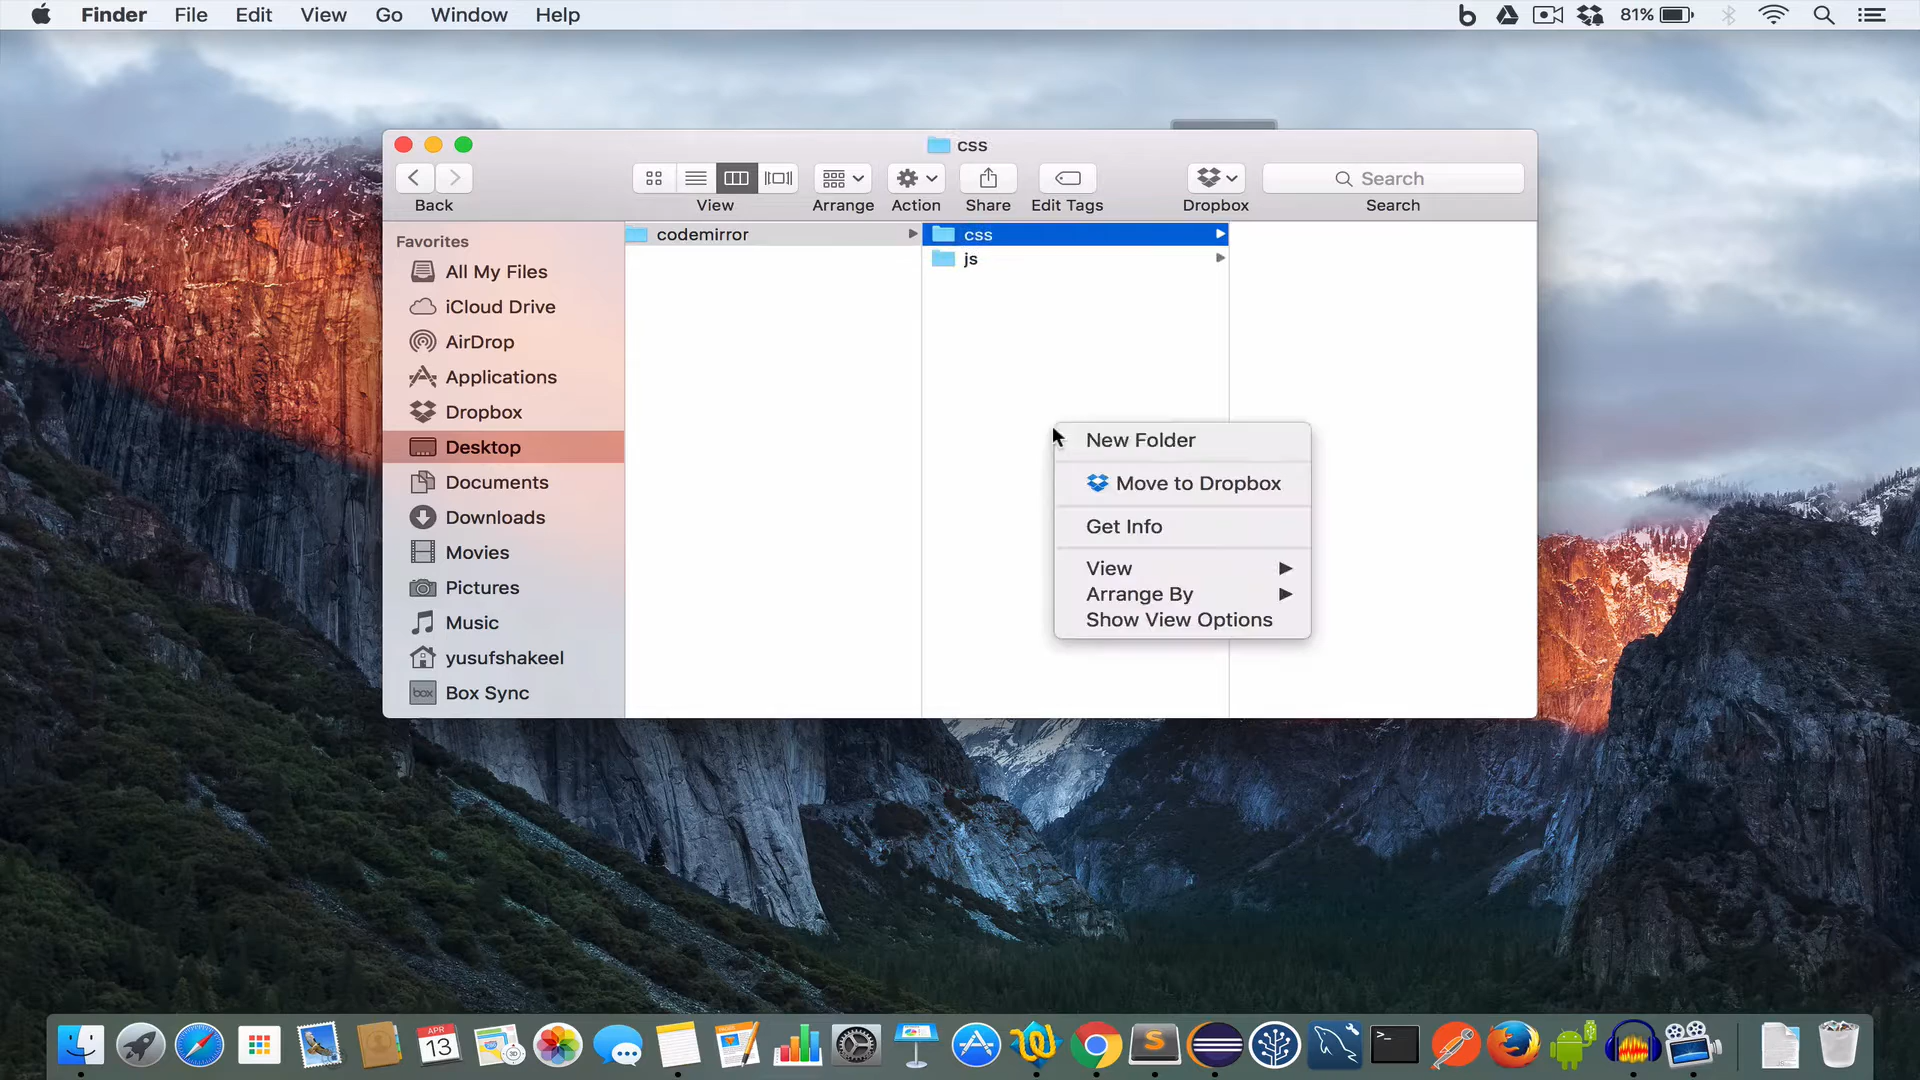 Finder File Edit View Go Window Help 81%
css
Back View Arrange Action Share Edit Tags Dropbox Search
Search
Favorites
All My Files
iCloud Drive
AirDrop
Applications
Dropbox
Desktop
Documents
Downloads
Movies
Pictures
Music
yusufshakeel
box Box Sync
codemirror
css
js
New Folder
Move to Dropbox
Get Info
View
Arrange By
Show View Options
APR
13